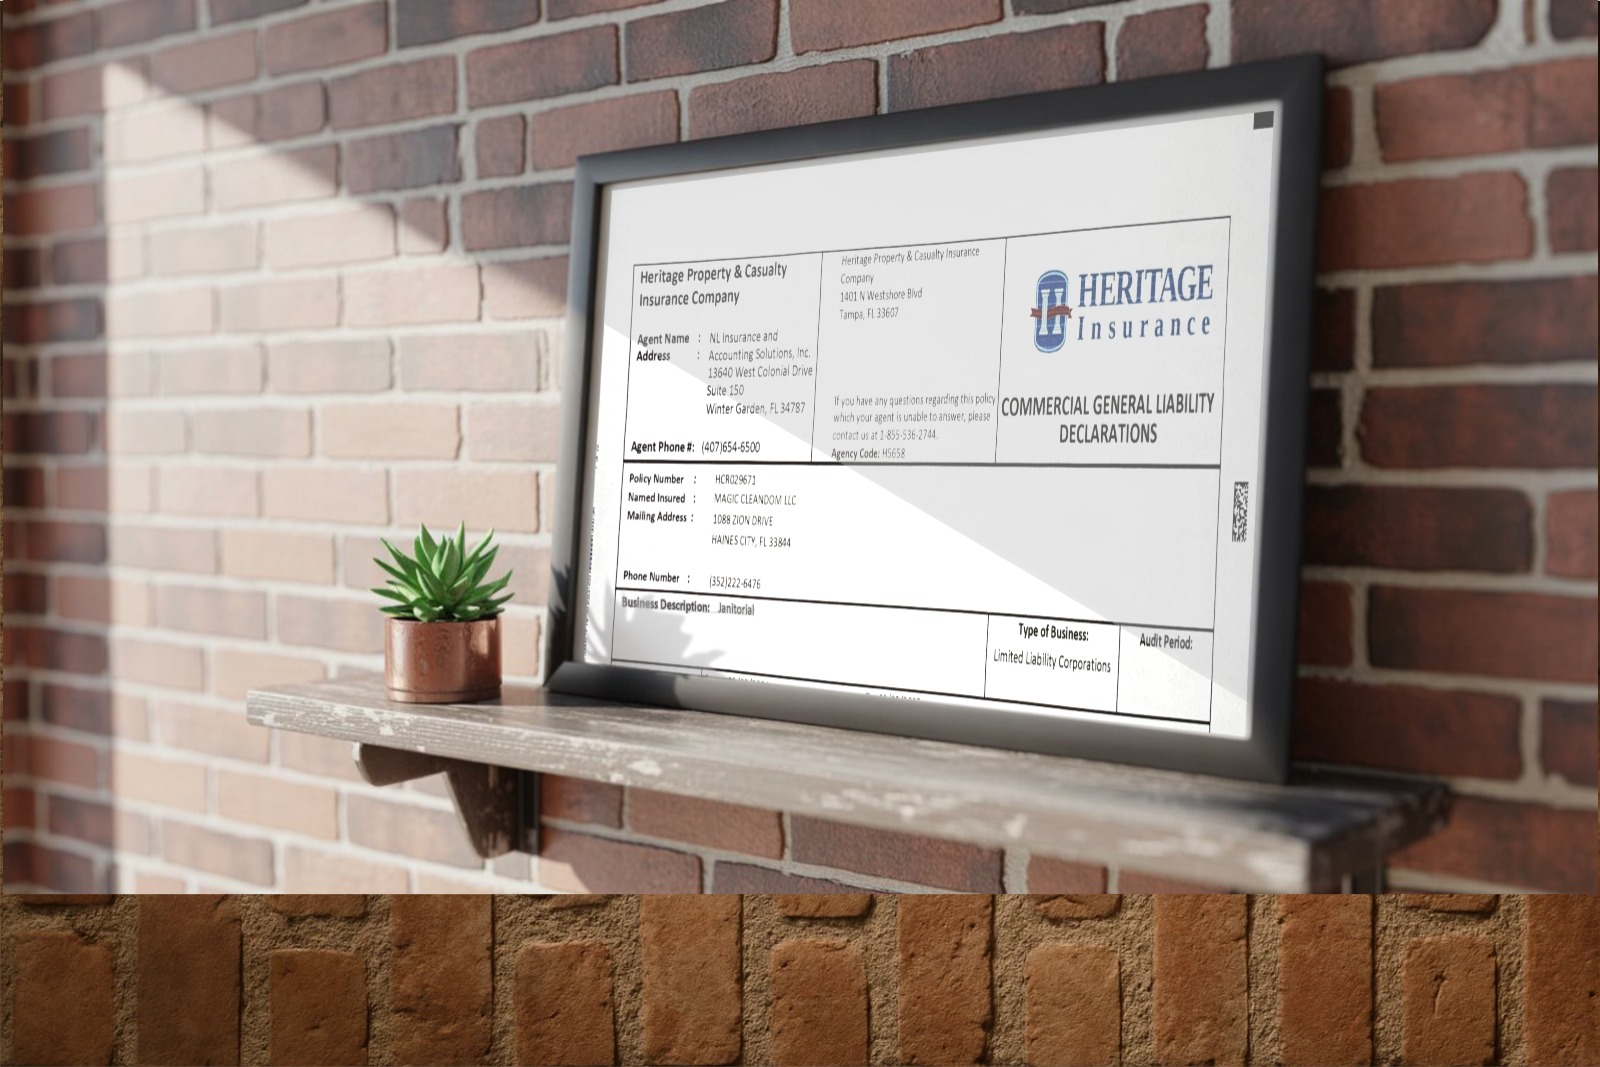 Heritage Property & Casualty
Insurance Company
Agent Name : NL Insurance and
Address : Accounting Solutions, Inc.
13640 West Colonial Drive
Suite 150
Winter Garden, FL 34787
Agent Phone #: (407)654-6500
Heritage Property & Casualty Insurance
Company
1401 N Westshore Blvd
Tampa, FL 33607
If you have any questions regarding this policy
which your agent is unable to answer, please
contact us at 1-855-536-2744.
Agency Code: H5658
HERITAGE
Insurance
COMMERCIAL GENERAL LIABILITY
DECLARATIONS
Policy Number : HCR029671
Named Insured : MAGIC CLEANDOM LLC
Mailing Address : 1088 ZION DRIVE
HAINES CITY, FL 33844
Phone Number : (352)222-6476
Business Description: Janitorial
Type of Business:
Limited Liability Corporations
Audit Period: